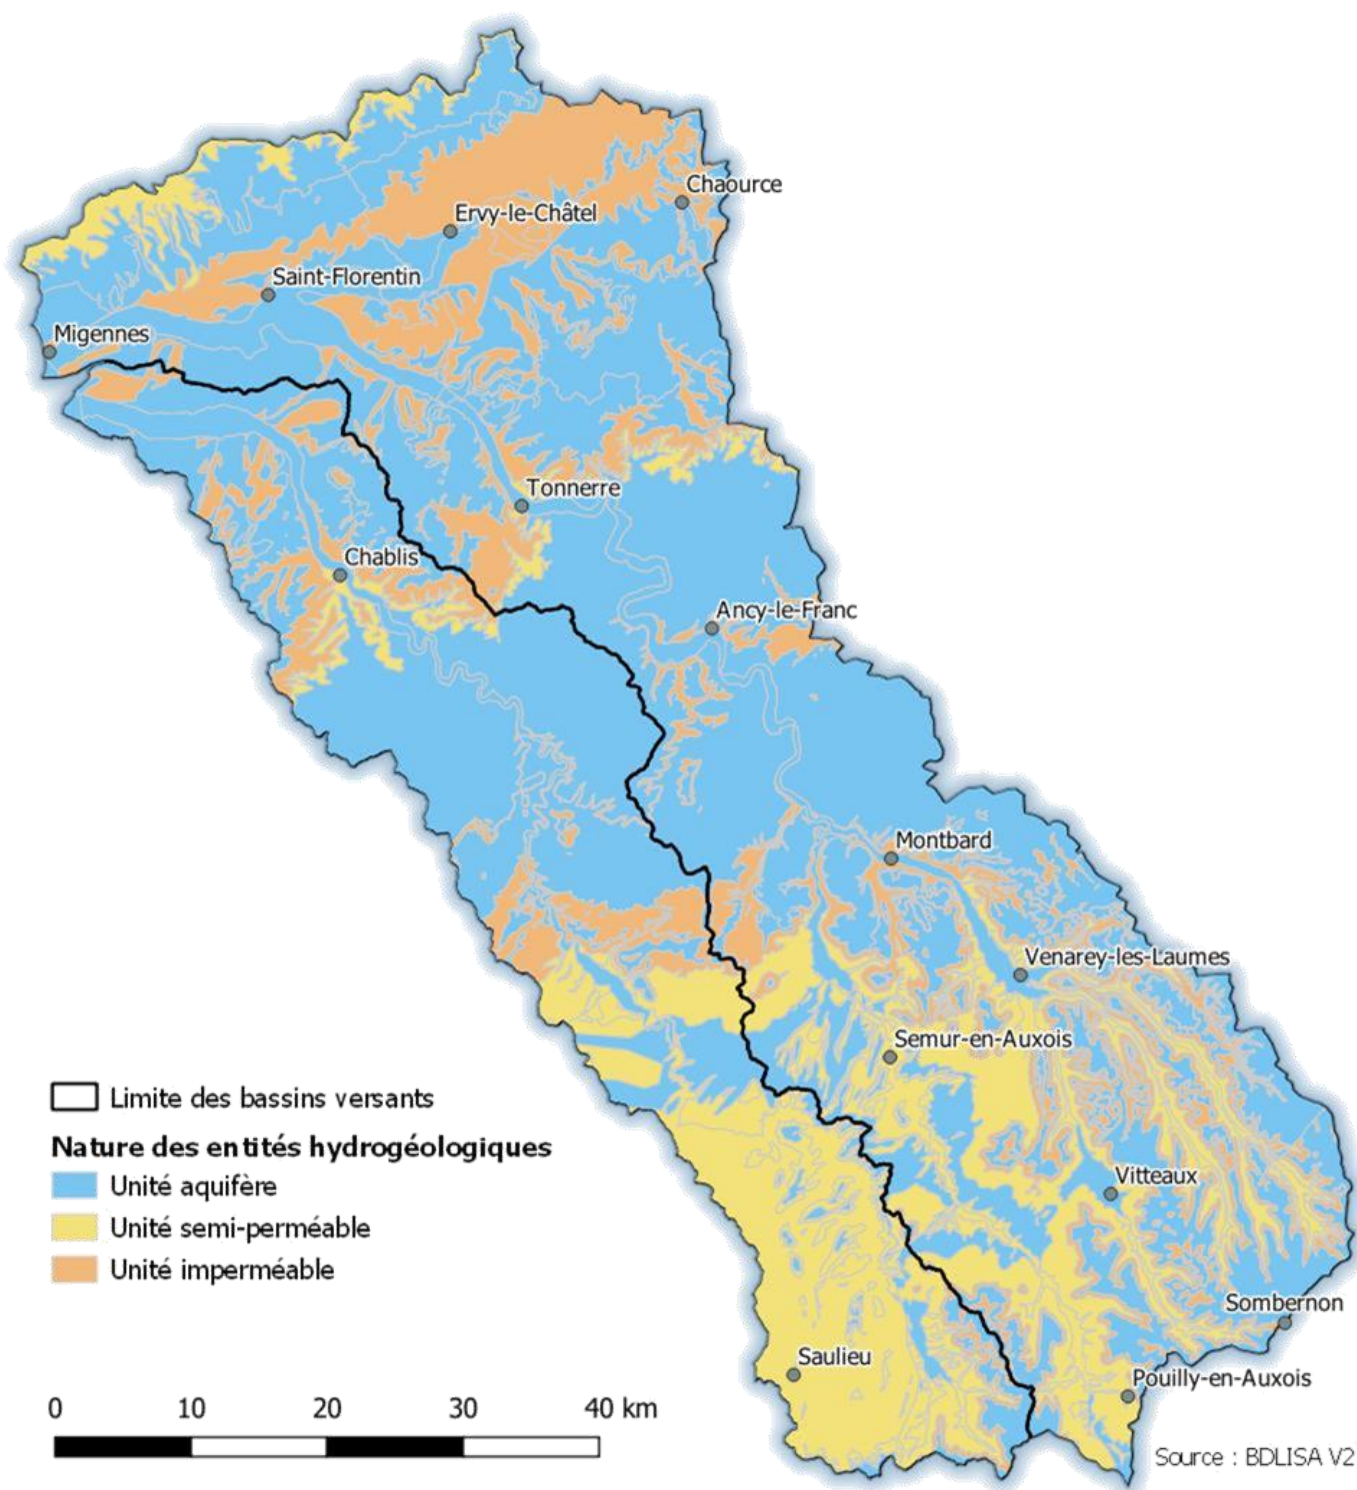 Chaource
Ervy-le-Châtel
Saint-Florentin
Migennes
Tonnerre
Chablis
Ancy-le-Franc
Montbard
Venarey-les-Laumes
Semur-en-Auxois
Vitteaux
Sombernon
Saulieu
Pouilly-en-Auxois
Limite des bassins versants
Nature des entités hydrogéologiques
Unité aquifère
Unité semi-perméable
Unité imperméable
0 10 20 30 40 km
Source : BDLISA V2